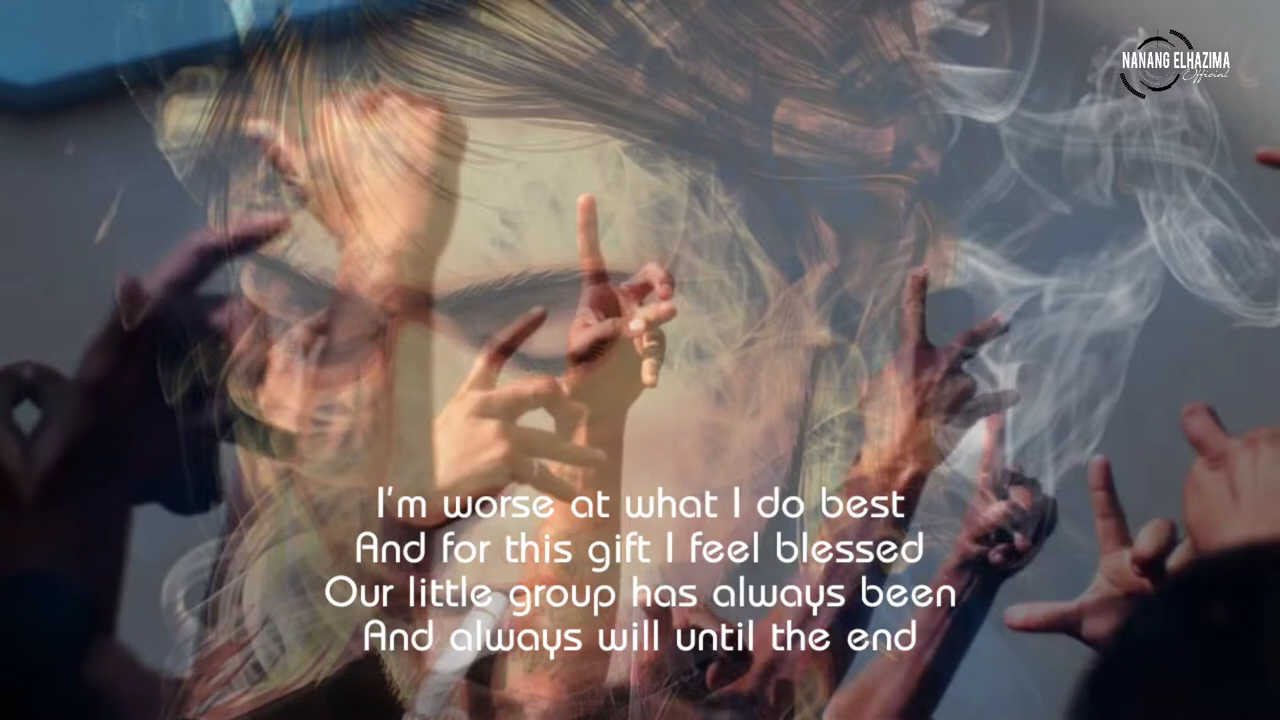 NANANG ELHAZIMA
Official
I'm worse at what I do best
And for this gift I feel blessed
Our little group has always been
And always will until the end